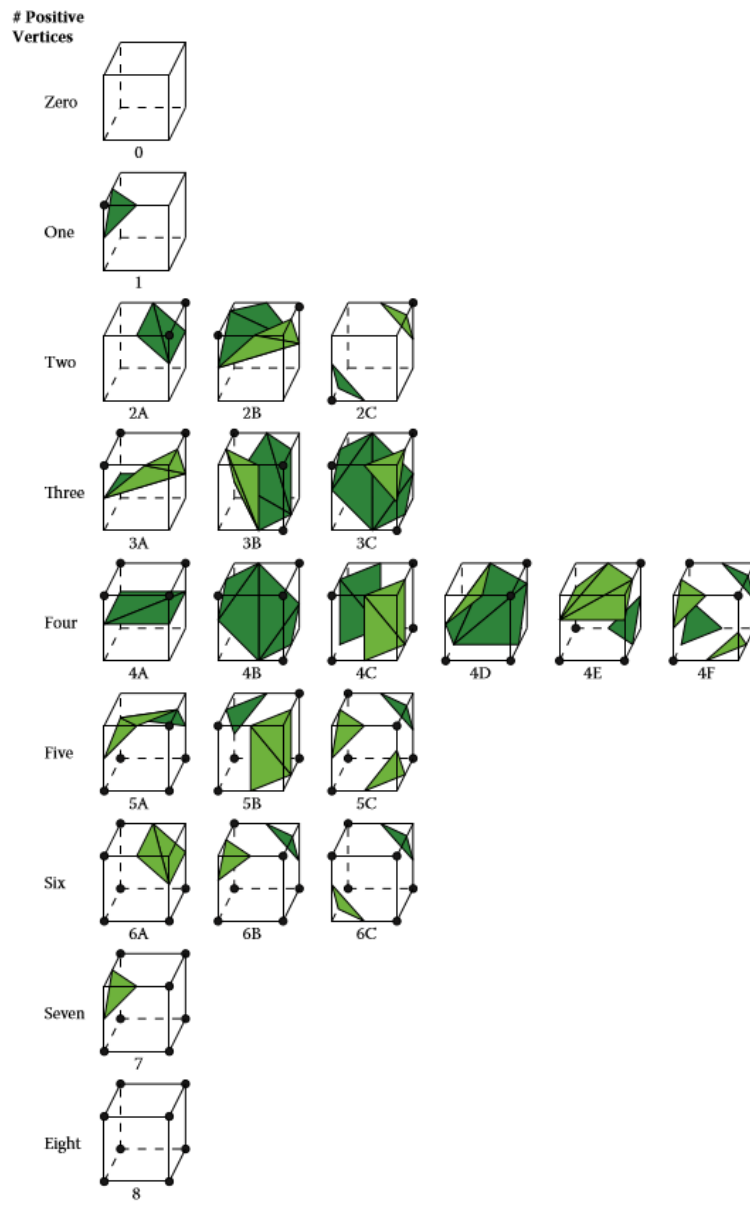 # Positive
Vertices
Zero
0
One
1
Two
2A 2B 2C
Three
3A 3B 3C
Four
4A 4B 4C 4D 4E 4F
Five
5A 5B 5C
Six
6A 6B 6C
Seven
7
Eight
8